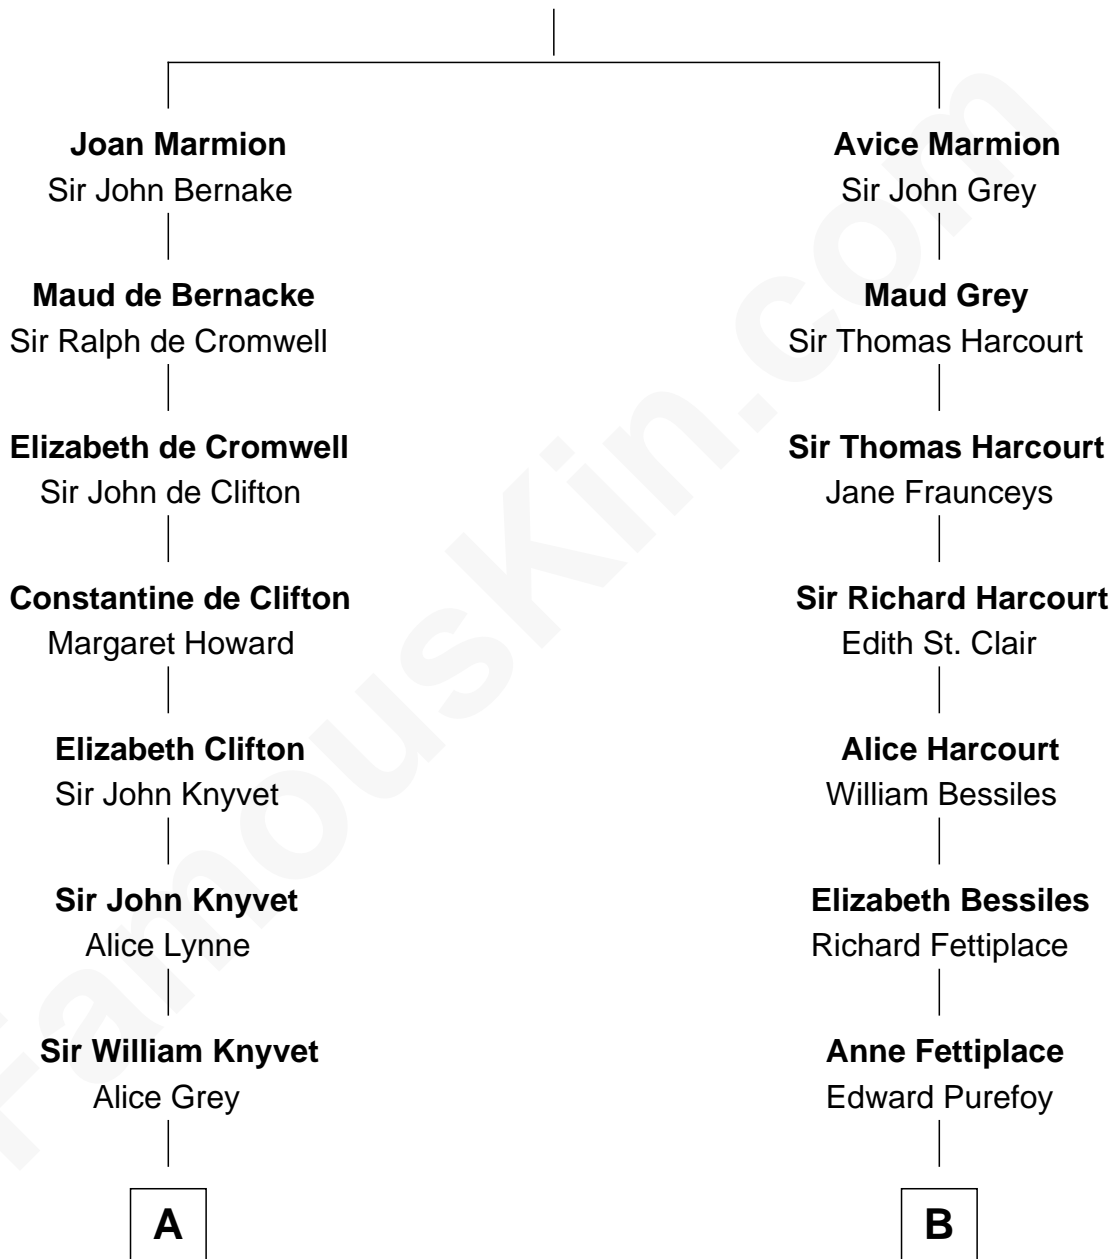 Joan Marmion
Sir John Bernake
Maud de Bernacke
Sir Ralph de Cromwell
Elizabeth de Cromwell
Sir John de Clifton
Constantine de Clifton
Margaret Howard
Elizabeth Clifton
Sir John Knyvet
Sir John Knyvet
Alice Lynne
Sir William Knyvet
Alice Grey
A
Avice Marmion
Sir John Grey
Maud Grey
Sir Thomas Harcourt
Sir Thomas Harcourt
Jane Fraunceys
Sir Richard Harcourt
Edith St. Clair
Alice Harcourt
William Bessiles
Elizabeth Bessiles
Richard Fettiplace
Anne Fettiplace
Edward Purefoy
B
FamousKin.com